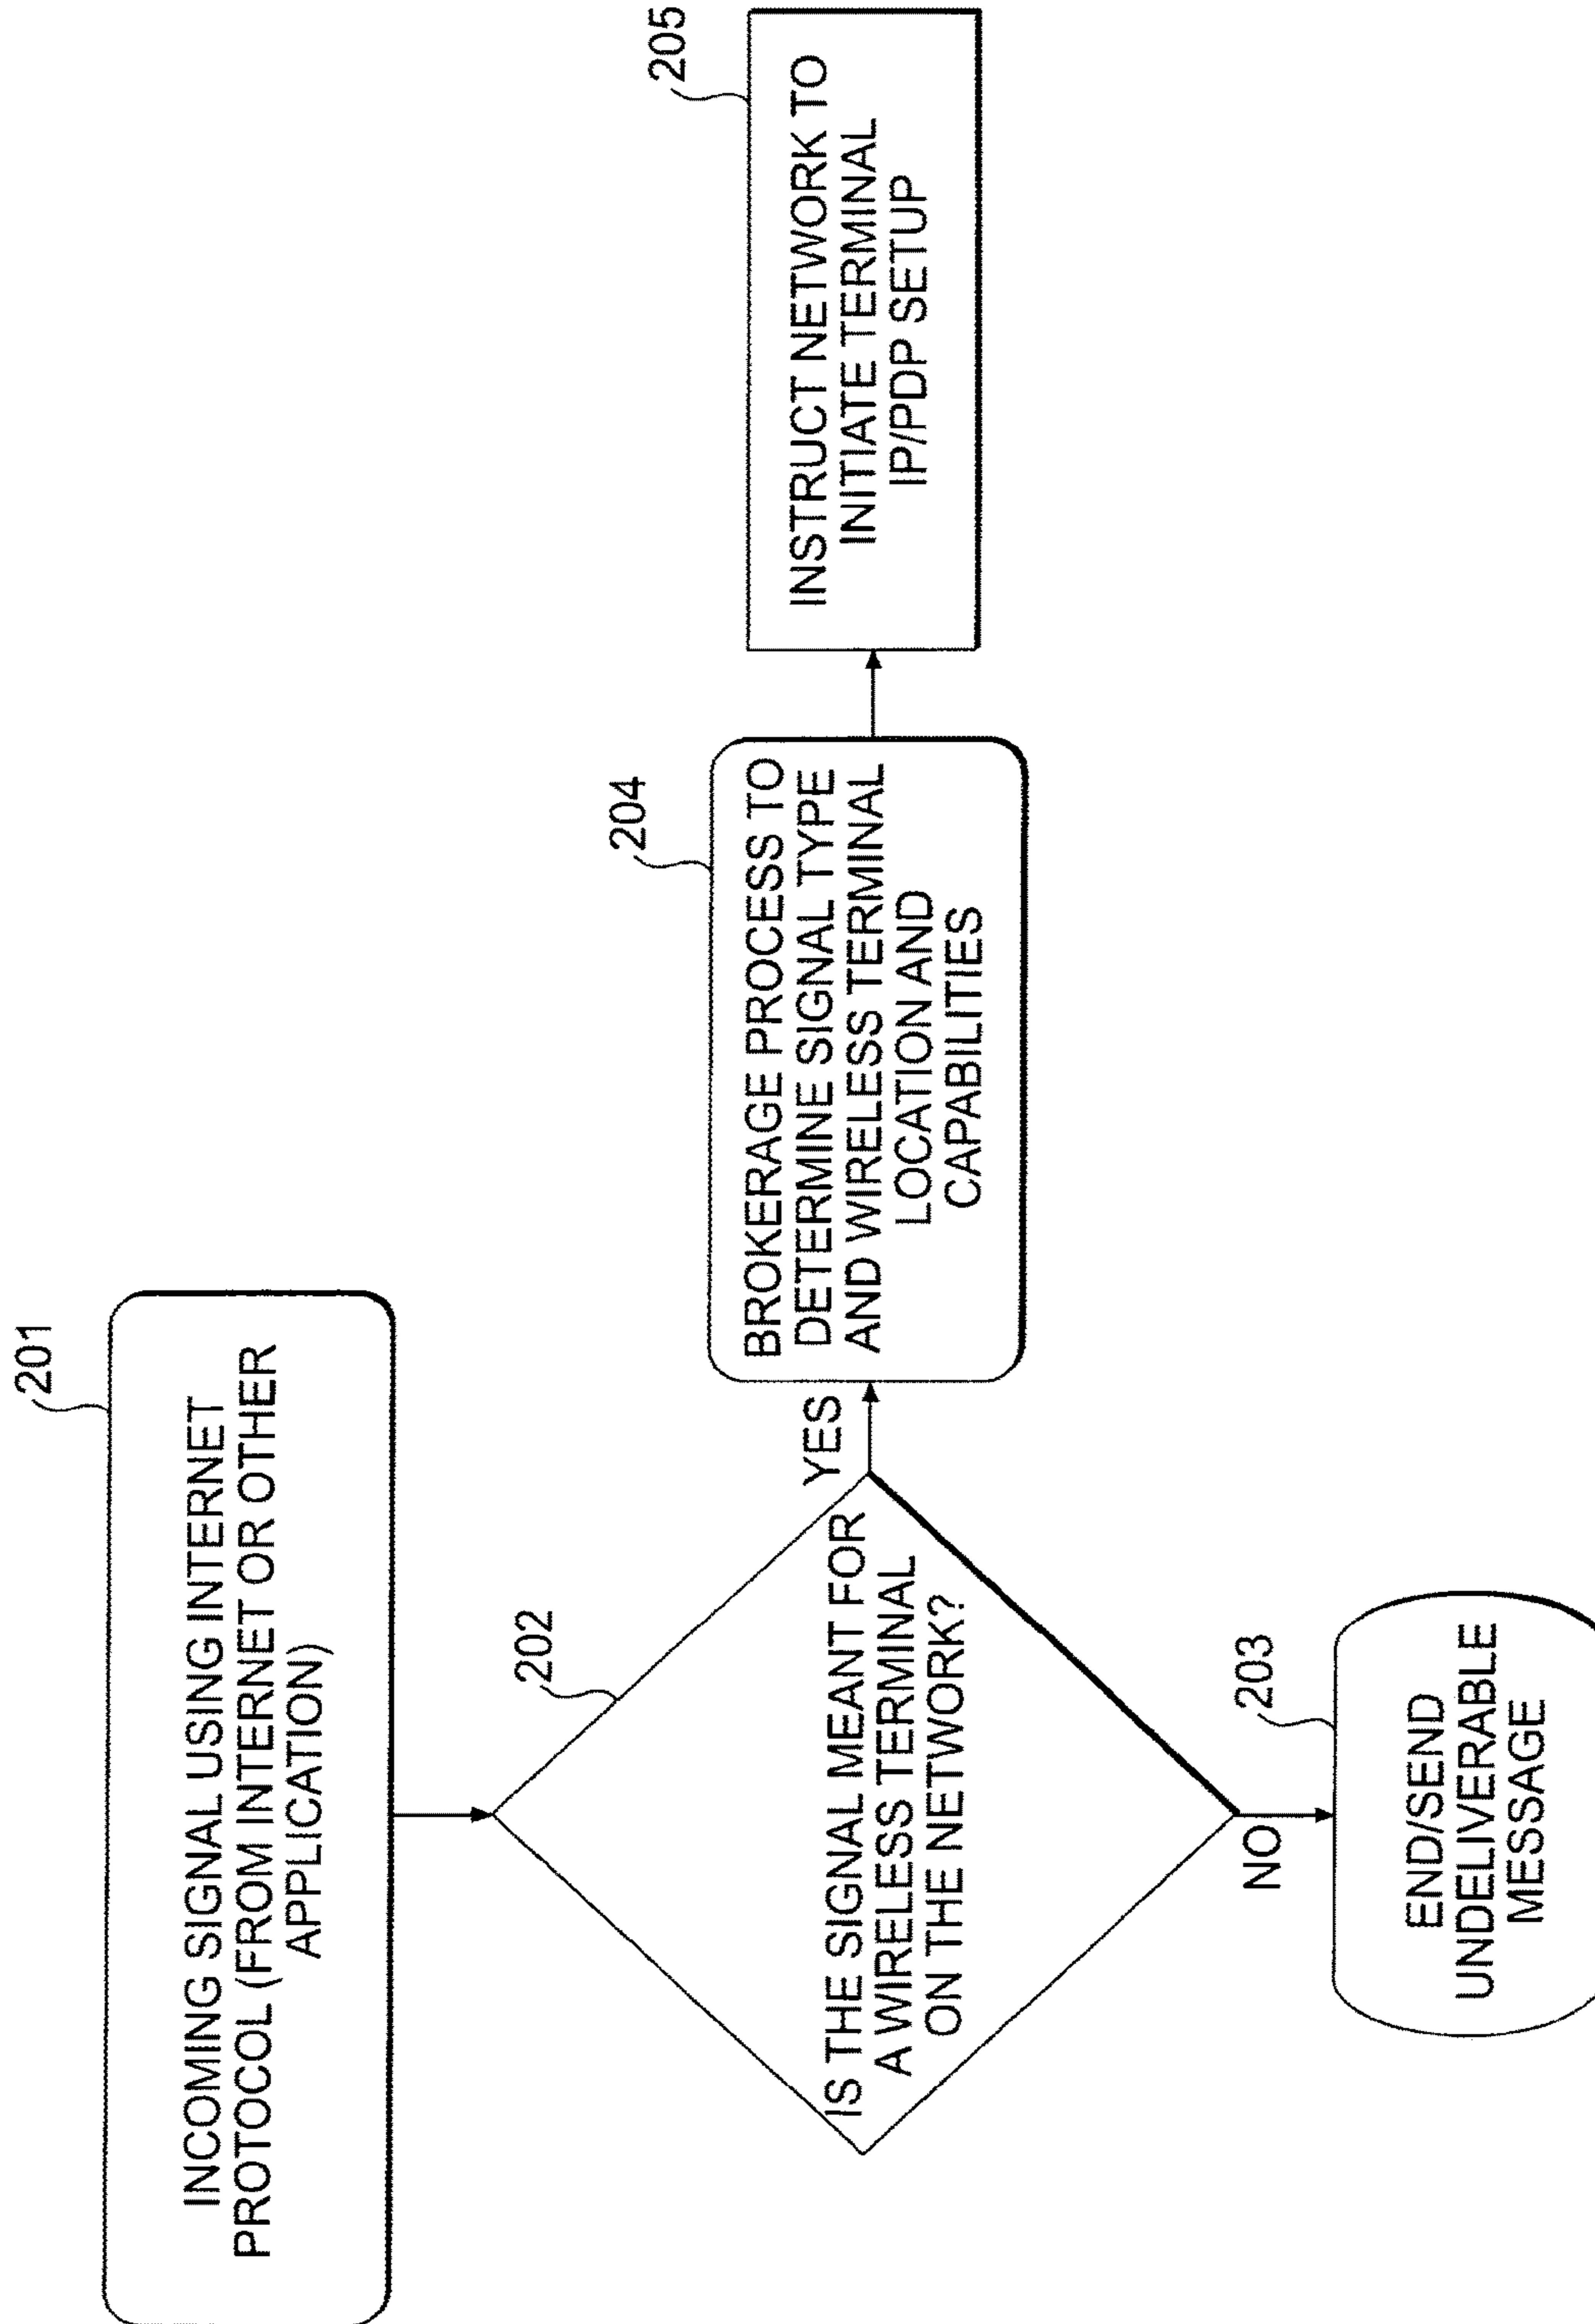 201
INCOMING SIGNAL USING INTERNET
PROTOCOL (FROM INTERNET OR OTHER
APPLICATION)
202
IS THE SIGNAL MEANT FOR
A WIRELESS TERMINAL
ON THE NETWORK?
YES
NO
203
END/SEND
UNDELIVERABLE
MESSAGE
204
BROKERAGE PROCESS TO
DETERMINE SIGNAL TYPE
AND WIRELESS TERMINAL
LOCATION AND
CAPABILITIES
205
INSTRUCT NETWORK TO
INITIATE TERMINAL
IP/PDP SETUP